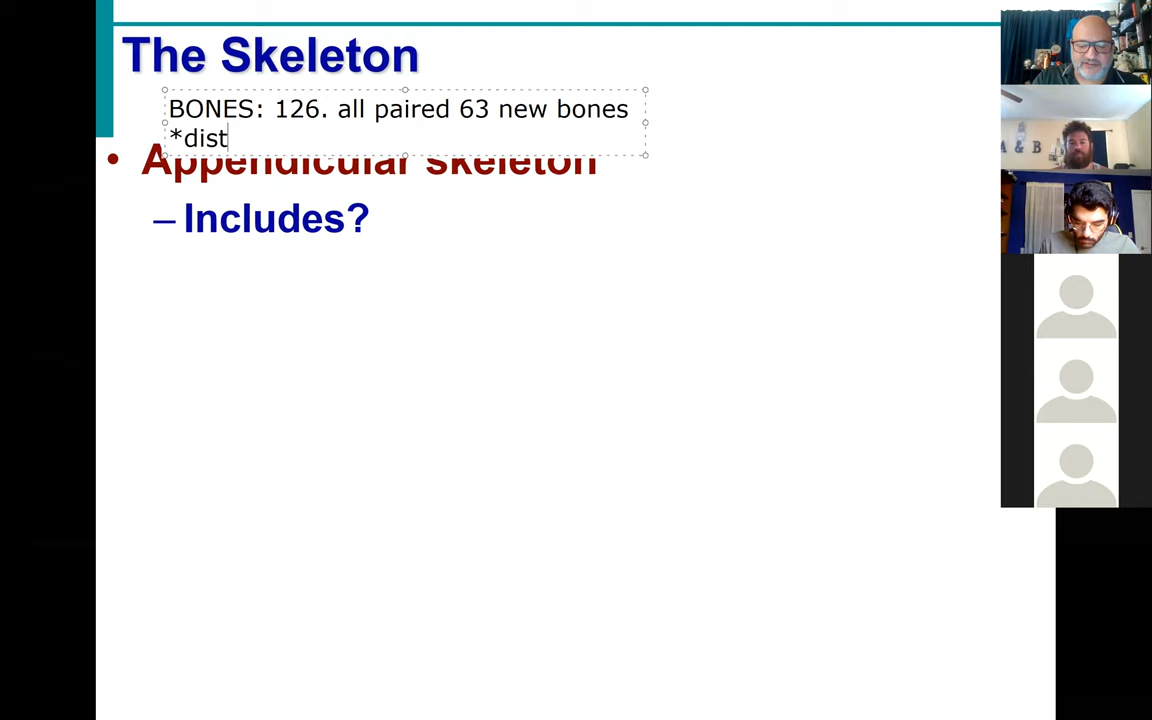 The Skeleton
BONES: 126. all paired 63 new bones
*dist
• Appendicular skeleton
– Includes?
A & B